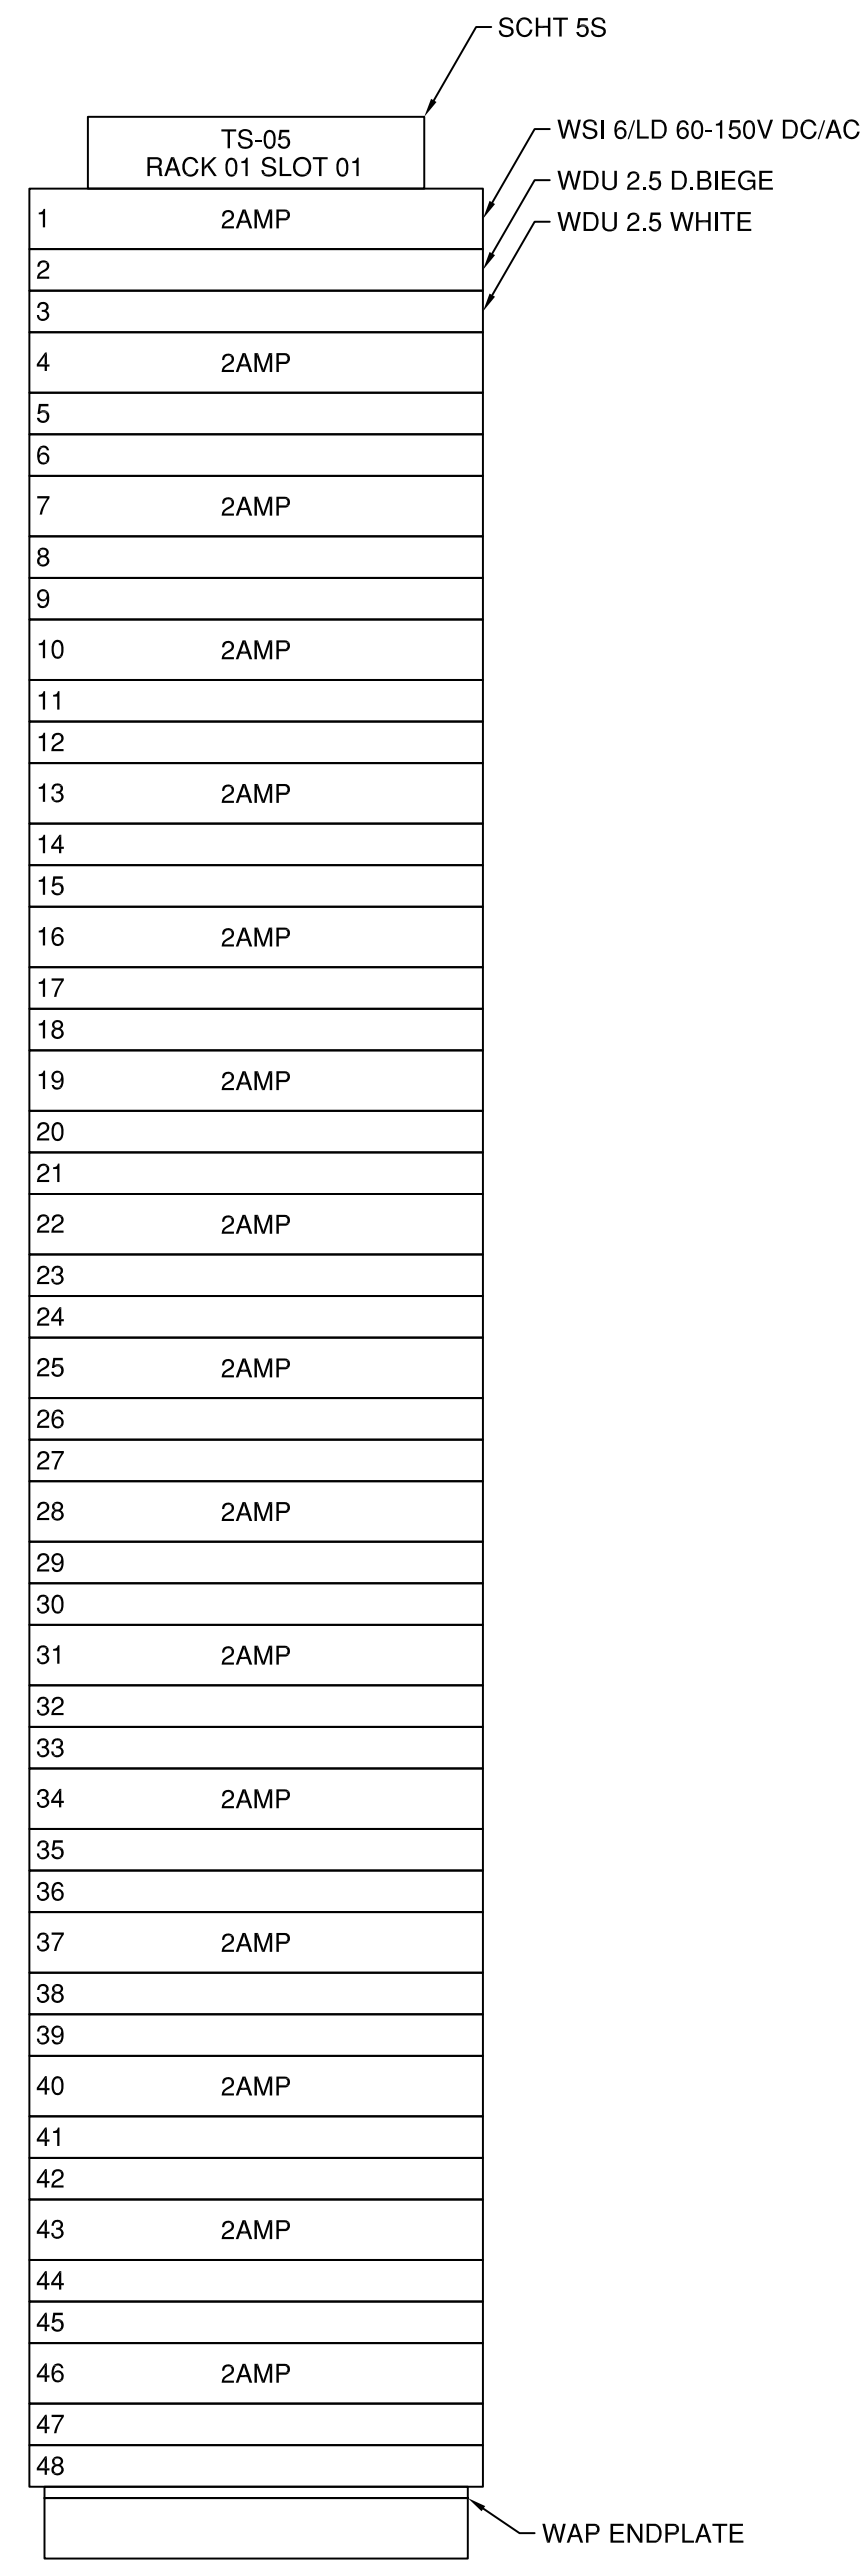 SCHT 5S
TS-05
RACK 01 SLOT 01
WSI 6/LD 60-150V DC/AC
WDU 2.5 D.BIEGE
WDU 2.5 WHITE
1 2AMP
2
3
4 2AMP
5
6
7 2AMP
8
9
10 2AMP
11
12
13 2AMP
14
15
16 2AMP
17
18
19 2AMP
20
21
22 2AMP
23
24
25 2AMP
26
27
28 2AMP
29
30
31 2AMP
32
33
34 2AMP
35
36
37 2AMP
38
39
40 2AMP
41
42
43 2AMP
44
45
46 2AMP
47
48
WAP ENDPLATE